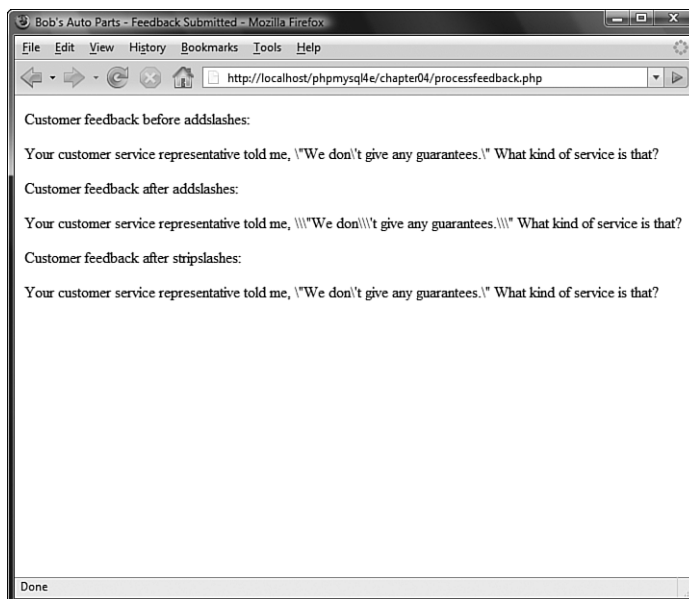 Bob's Auto Parts - Feedback Submitted - Mozilla Firefox
File Edit View History Bookmarks Tools Help
http://localhost/phpmysql4e/chapter04/processfeedback.php
Customer feedback before addslashes:
Your customer service representative told me, \"We don\'t give any guarantees.\" What kind of service is that?
Customer feedback after addslashes:
Your customer service representative told me, \\\"We don\\\'t give any guarantees.\\\" What kind of service is that?
Customer feedback after stripslashes:
Your customer service representative told me, \"We don\'t give any guarantees.\" What kind of service is that?
Done